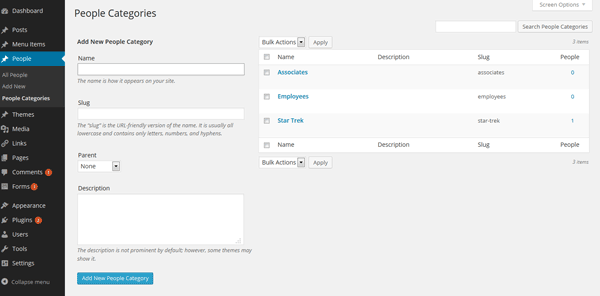 Dashboard
Posts
Menu items
People
All People
Add New
People Categories
Themes
Media
Links
Pages
Comments 1
Forms 1
Appearance
Plugins 2
Users
Tools
Settings
Collapse menu
People Categories
Screen Options
Search People Categories
Add New People Category
Name
The name is how it appears on your site.
Slug
The "slug" is the URL-friendly version of the name. It is usually all
lowercase and contains only letters, numbers, and hyphens.
Parent
None
Description
The description is not prominent by default; however, some themes may
show it.
Add New People Category
Bulk Actions Apply 3 items
Name Description Slug People
Associates associates 0
Employees employees 0
Star Trek star-trek 1
Name Description Slug People
Bulk Actions Apply 3 items